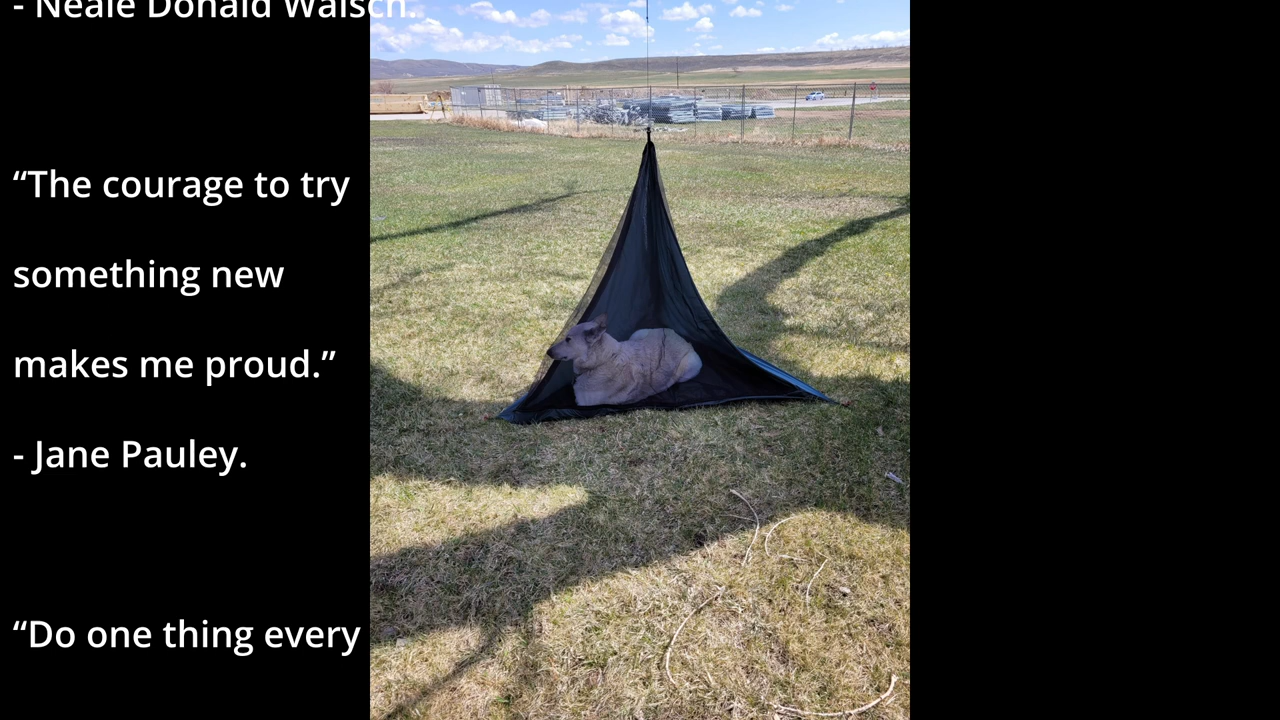 - Neale Donald Walsch.
“The courage to try
something new
makes me proud.”
- Jane Pauley.
“Do one thing every